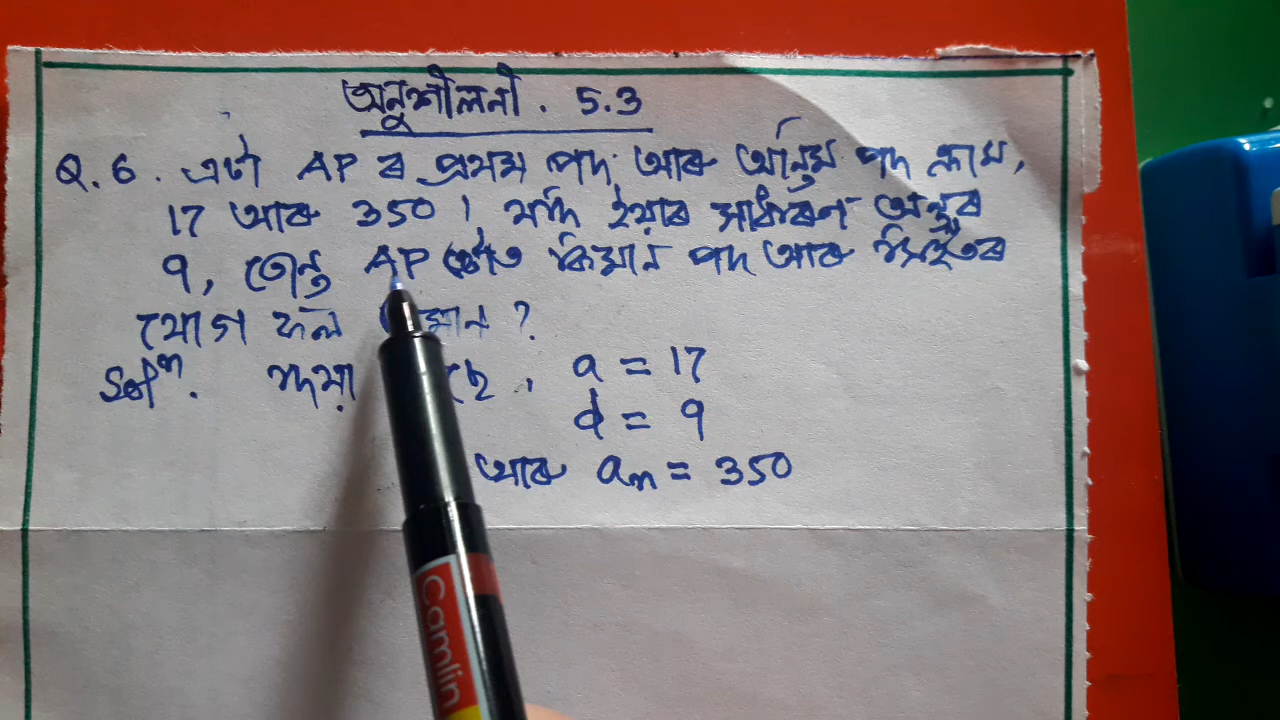 অনুশীলনী. 5.3
Q. 6. এটা AP ৰ প্ৰথম পদ আৰু অন্তিম পদ ক্ৰমে,
17 আৰু 350। যদি ইয়াৰ সাধাৰণ অন্তৰ
9, তেন্তে AP টোত কিমান পদ আৰু সিহঁতৰ
যোগ ফল কিমান ?
Solⁿ. দিয়া আছে, a = 17
d = 9
আৰু aₙ = 350
Camlin